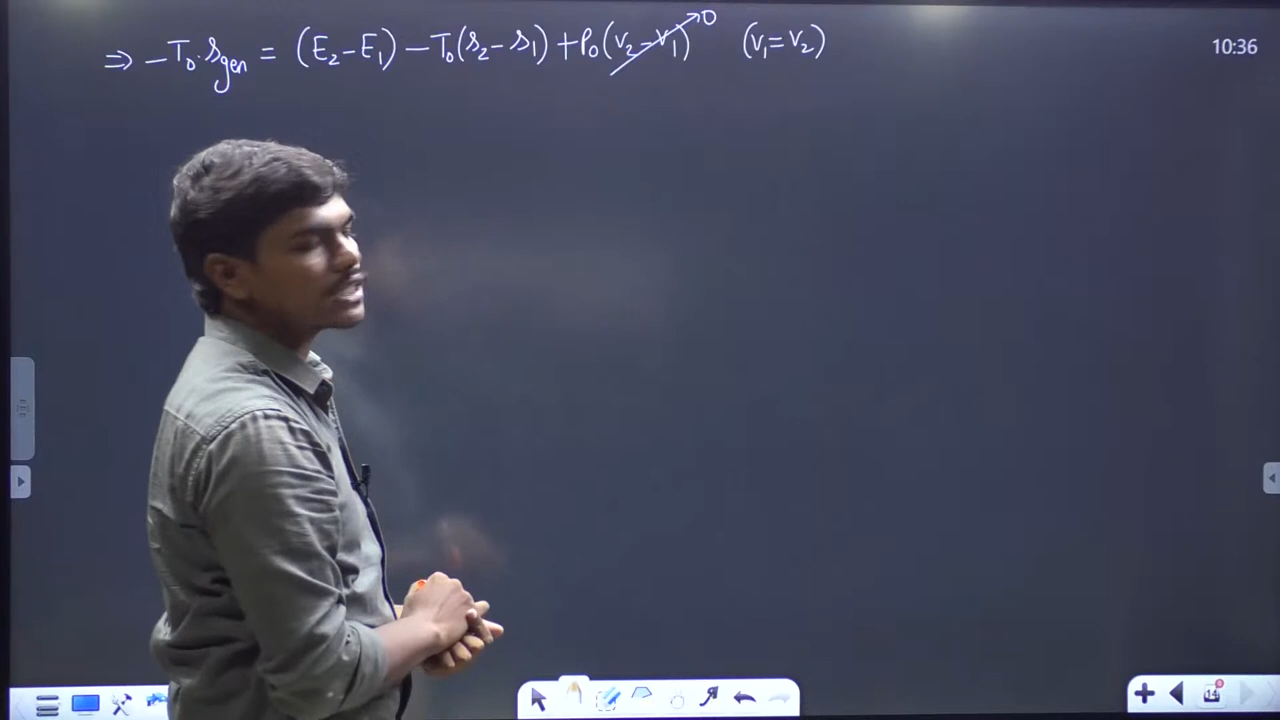 ⇒ -T₀.s_gen = (E₂-E₁) - T₀(s₂-s₁) + P₀(v₂-v₁)→0 (v₁=v₂)
10:36